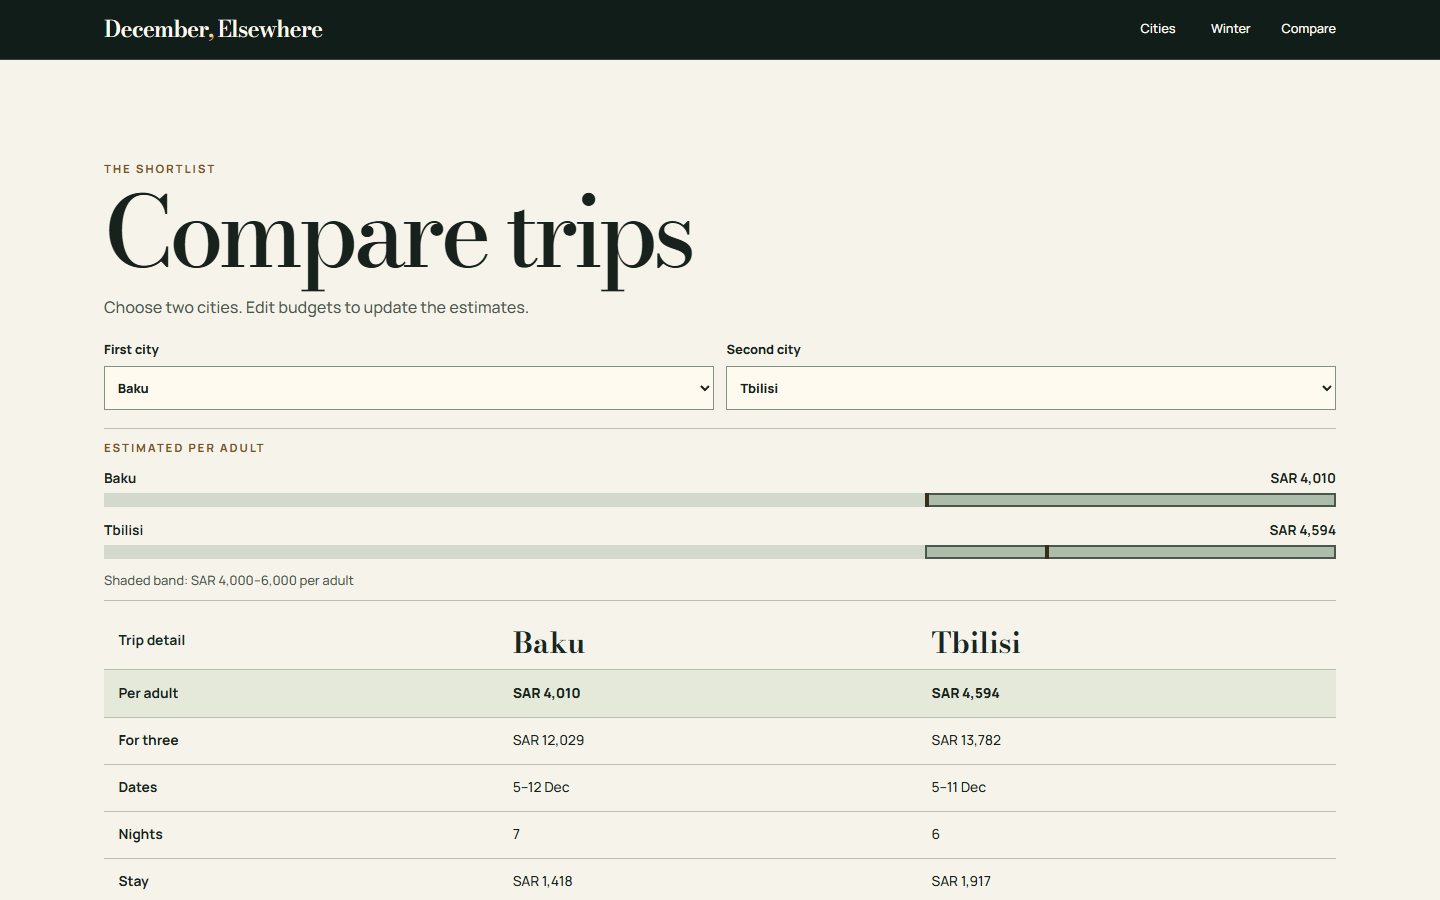 December, Elsewhere
Cities Winter Compare
THE SHORTLIST
Compare trips
Choose two cities. Edit budgets to update the estimates.
First city Second city
Baku Tbilisi
ESTIMATED PER ADULT
Baku SAR 4,010
Tbilisi SAR 4,594
Shaded band: SAR 4,000–6,000 per adult
Trip detail Baku Tbilisi
Per adult SAR 4,010 SAR 4,594
For three SAR 12,029 SAR 13,782
Dates 5–12 Dec 5–11 Dec
Nights 7 6
Stay SAR 1,418 SAR 1,917